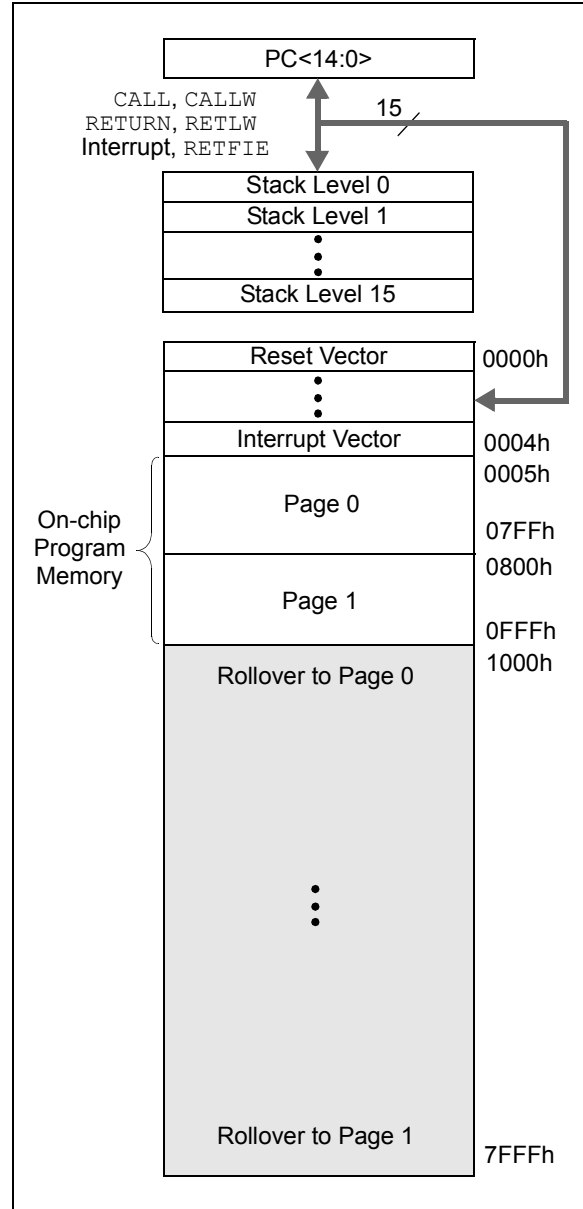 PC<14:0>
CALL, CALLW
RETURN, RETLW
Interrupt, RETFIE
15
Stack Level 0
Stack Level 1
Stack Level 15
Reset Vector
0000h
Interrupt Vector
0004h
0005h
On-chip
Program
Memory
Page 0
07FFh
0800h
Page 1
0FFFh
1000h
Rollover to Page 0
Rollover to Page 1
7FFFh